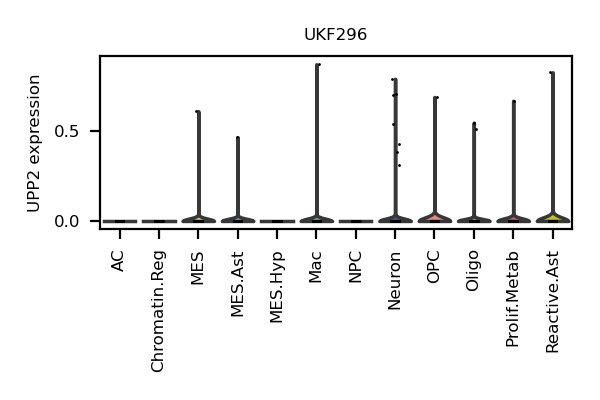 UKF296
UPP2 expression
0.5
0.0
AC
Chromatin.Reg
MES
MES.Ast
MES.Hyp
Mac
NPC
Neuron
OPC
Oligo
Prolif.Metab
Reactive.Ast